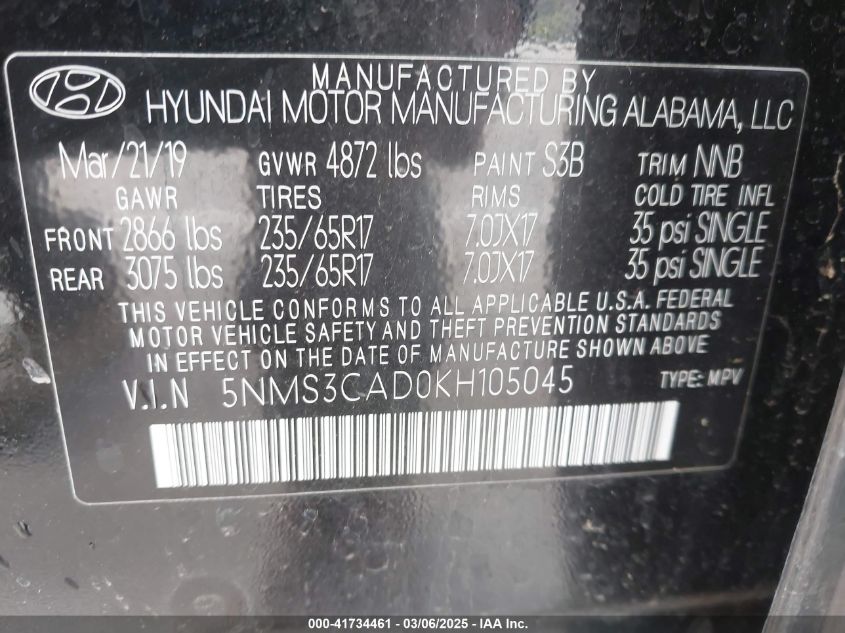 MANUFACTURED BY
HYUNDAI MOTOR MANUFACTURING ALABAMA, LLC
Mar/21/19 GVWR 4872 lbs PAINT S3B TRIM NNB
GAWR TIRES RIMS COLD TIRE INFL
FRONT 2866 lbs 235/65R17 7.0JX17 35 psi SINGLE
REAR 3075 lbs 235/65R17 7.0JX17 35 psi SINGLE
THIS VEHICLE CONFORMS TO ALL APPLICABLE U.S.A. FEDERAL
MOTOR VEHICLE SAFETY AND THEFT PREVENTION STANDARDS
IN EFFECT ON THE DATE OF MANUFACTURE SHOWN ABOVE
V.I.N 5NMS3CAD0KH105045 TYPE: MPV
000-41734461 - 03/06/2025 - IAA Inc.